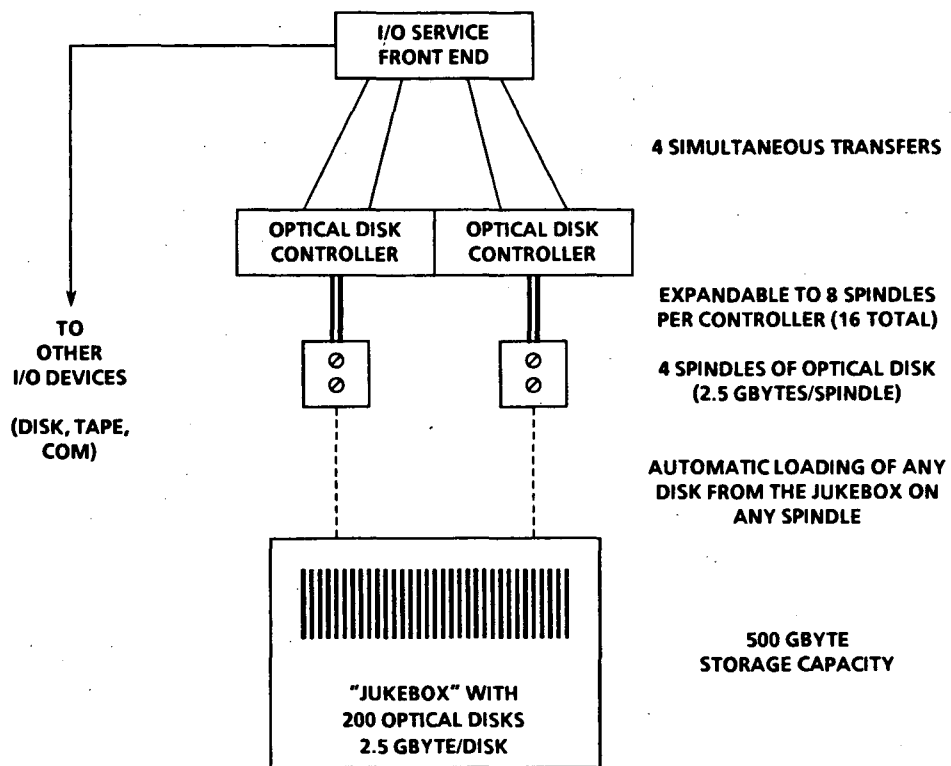 I/O SERVICE
FRONT END
4 SIMULTANEOUS TRANSFERS
OPTICAL DISK
CONTROLLER
OPTICAL DISK
CONTROLLER
EXPANDABLE TO 8 SPINDLES
PER CONTROLLER (16 TOTAL)
TO
OTHER
I/O DEVICES
(DISK, TAPE,
COM)
4 SPINDLES OF OPTICAL DISK
(2.5 GBYTES/SPINDLE)
AUTOMATIC LOADING OF ANY
DISK FROM THE JUKEBOX ON
ANY SPINDLE
500 GBYTE
STORAGE CAPACITY
"JUKEBOX" WITH
200 OPTICAL DISKS
2.5 GBYTE/DISK